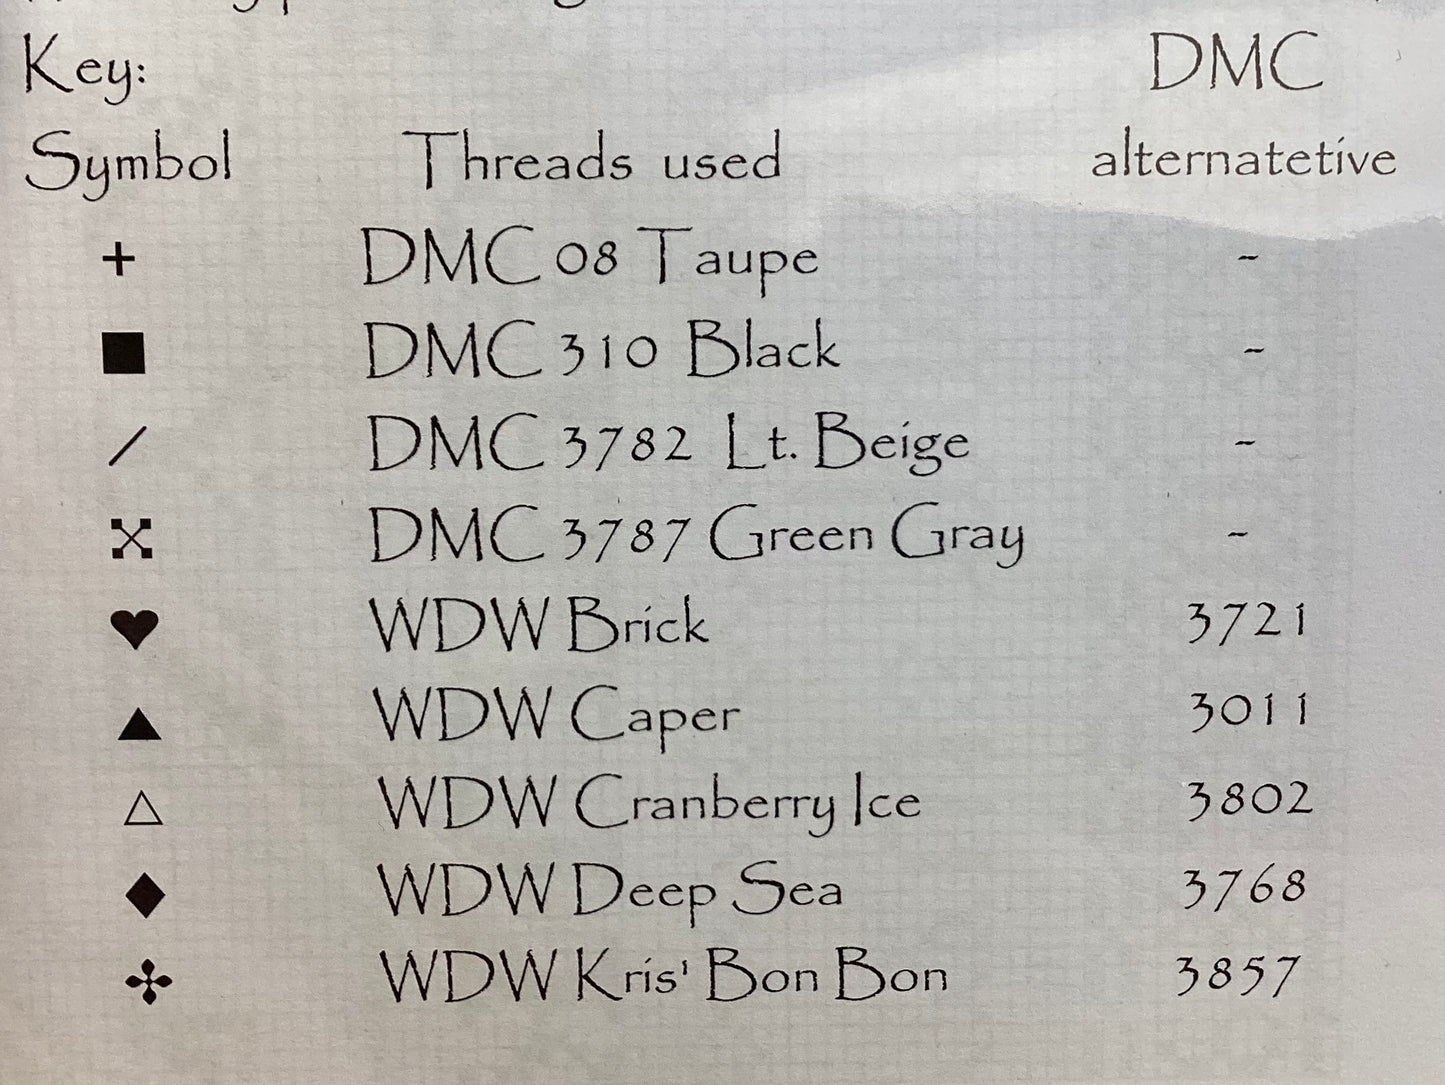 Key:
DMC
Symbol Threads used alternatetive
+ DMC 08 Taupe -
■ DMC 310 Black -
/ DMC 3782 Lt. Beige -
DMC 3787 Green Gray -
♥ WDW Brick 3721
▲ WDW Caper 3011
△ WDW Cranberry Ice 3802
◆ WDW Deep Sea 3768
✣ WDW Kris' Bon Bon 3857